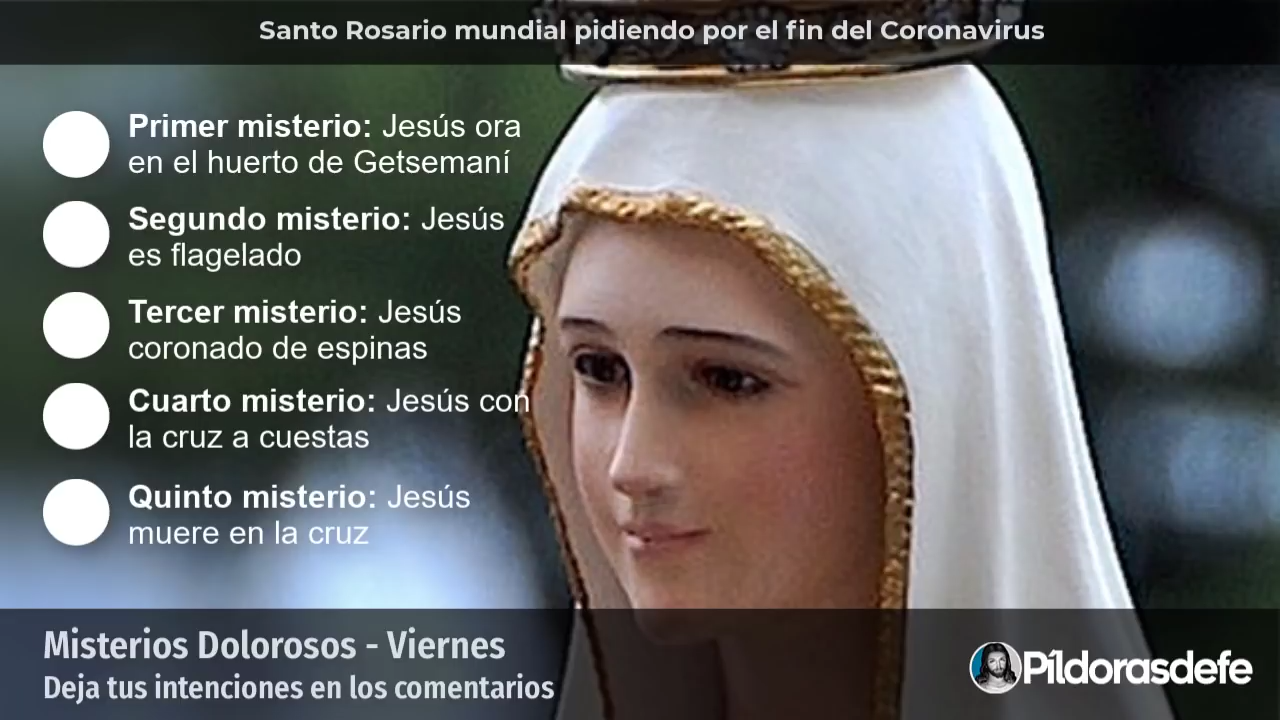 Santo Rosario mundial pidiendo por el fin del Coronavirus
Primer misterio: Jesús ora
en el huerto de Getsemaní
Segundo misterio: Jesús
es flagelado
Tercer misterio: Jesús
coronado de espinas
Cuarto misterio: Jesús con
la cruz a cuestas
Quinto misterio: Jesús
muere en la cruz
Misterios Dolorosos - Viernes
Deja tus intenciones en los comentarios
Píldorasdefe